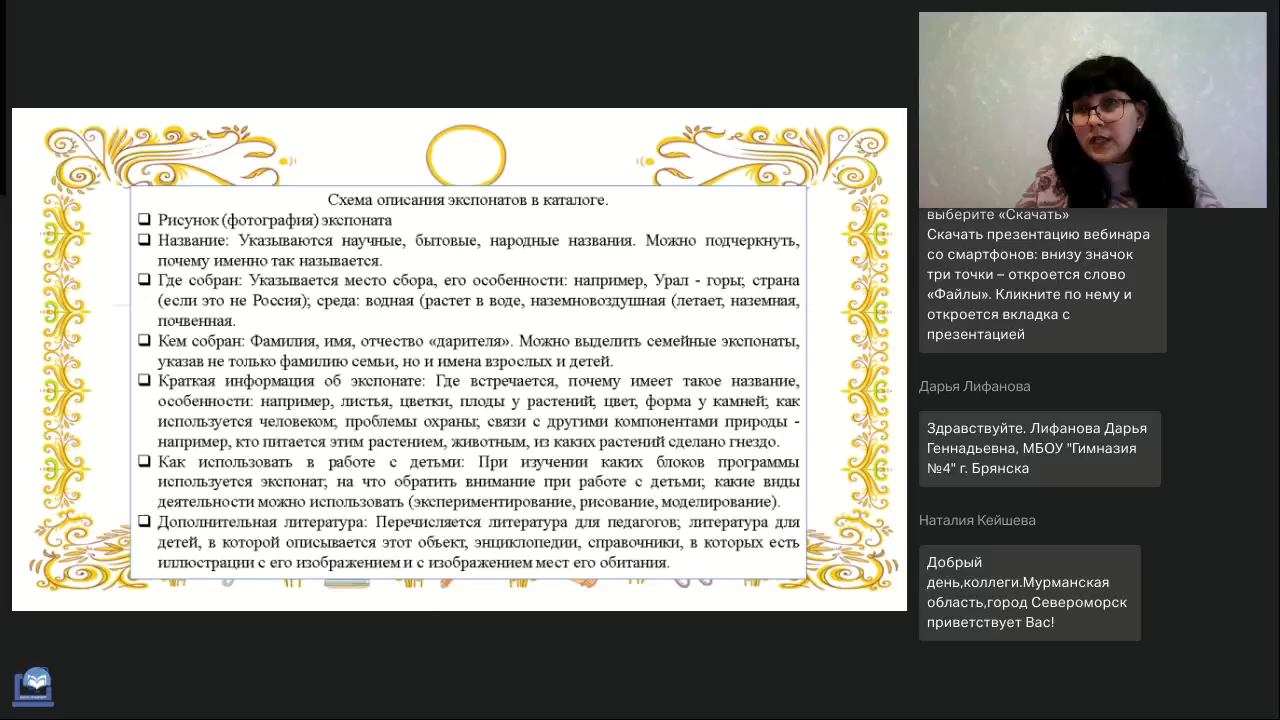 Схема описания экспонатов в каталоге.
❑ Рисунок (фотография) экспоната
❑ Название: Указываются научные, бытовые, народные названия. Можно подчеркнуть,
почему именно так называется.
❑ Где собран: Указывается место сбора, его особенности: например, Урал - горы; страна
(если это не Россия); среда: водная (растет в воде, наземновоздушная (летает, наземная,
почвенная.
❑ Кем собран: Фамилия, имя, отчество «дарителя». Можно выделить семейные экспонаты,
указав не только фамилию семьи, но и имена взрослых и детей.
❑ Краткая информация об экспонате: Где встречается, почему имеет такое название,
особенности: например, листья, цветки, плоды у растений; цвет, форма у камней; как
используется человеком; проблемы охраны; связи с другими компонентами природы -
например, кто питается этим растением, животным, из каких растений сделано гнездо.
❑ Как использовать в работе с детьми: При изучении каких блоков программы
используется экспонат; на что обратить внимание при работе с детьми; какие виды
деятельности можно использовать (экспериментирование, рисование, моделирование).
❑ Дополнительная литература: Перечисляется литература для педагогов; литература для
детей, в которой описывается этот объект, энциклопедии, справочники, в которых есть
иллюстрации с его изображением и с изображением мест его обитания.
выберите «Скачать»
Скачать презентацию вебинара
со смартфонов: внизу значок
три точки – откроется слово
«Файлы». Кликните по нему и
откроется вкладка с
презентацией
Дарья Лифанова
Здравствуйте. Лифанова Дарья
Геннадьевна, МБОУ "Гимназия
№4" г. Брянска
Наталия Кейшева
Добрый
день,коллеги.Мурманская
область,город Североморск
приветствует Вас!